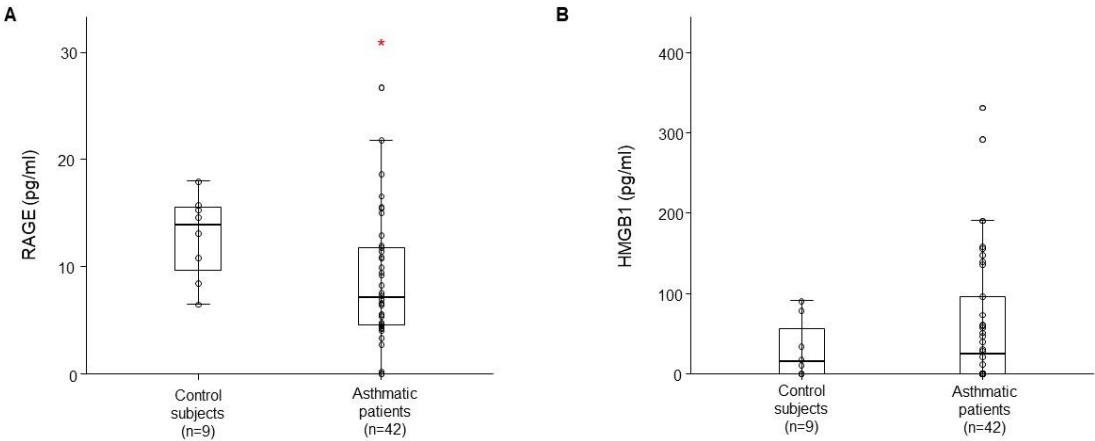 A
RAGE (pg/ml)
30
20
10
0
*
Control
subjects
(n=9)
Asthmatic
patients
(n=42)
B
HMGB1 (pg/ml)
400
300
200
100
0
Control
subjects
(n=9)
Asthmatic
patients
(n=42)